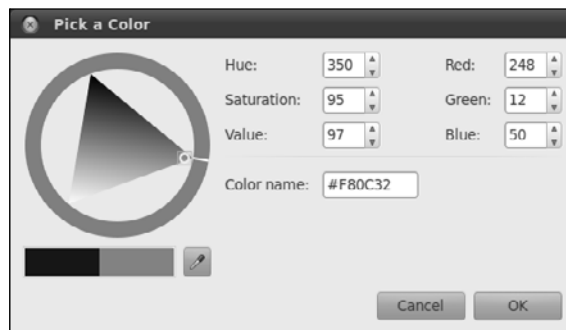 Pick a Color
Hue: 350 Red: 248
Saturation: 95 Green: 12
Value: 97 Blue: 50
Color name: #F80C32
Cancel OK